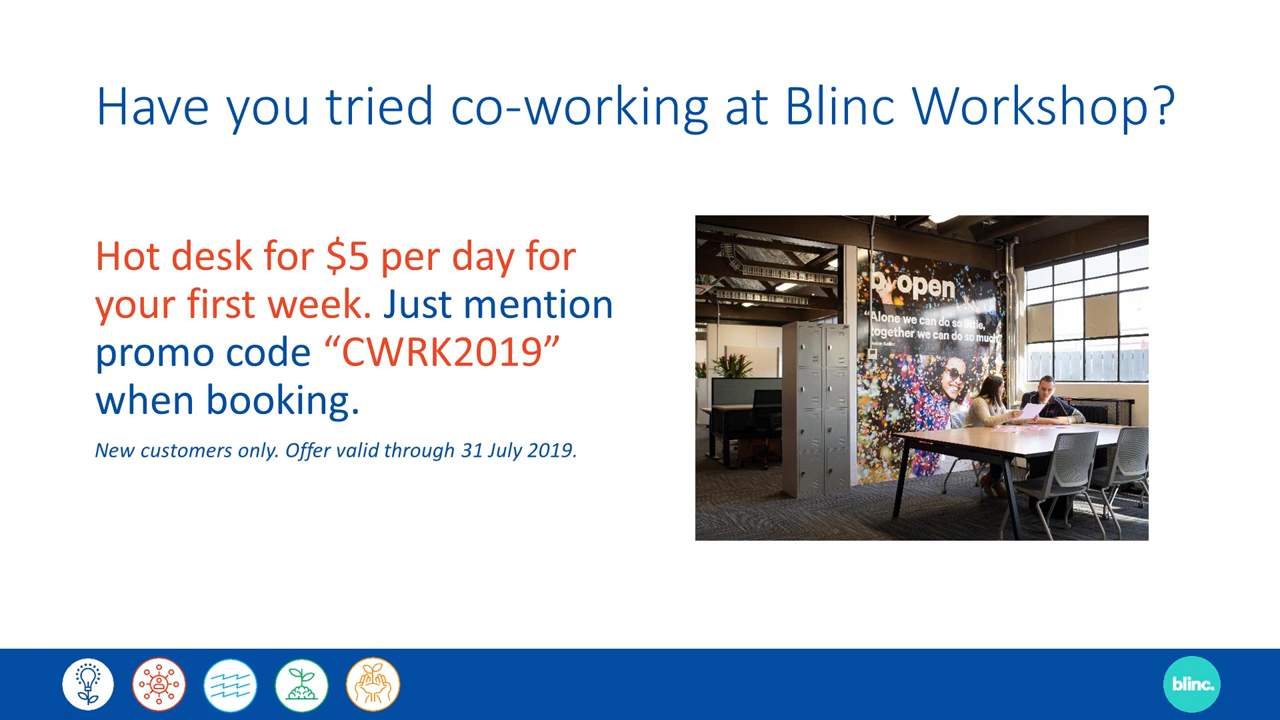 Have you tried co-working at Blinc Workshop?
Hot desk for $5 per day for
your first week. Just mention
promo code “CWRK2019”
when booking.
New customers only. Offer valid through 31 July 2019.
open
“Alone we can do so little,
together we can do so much”
blinc.